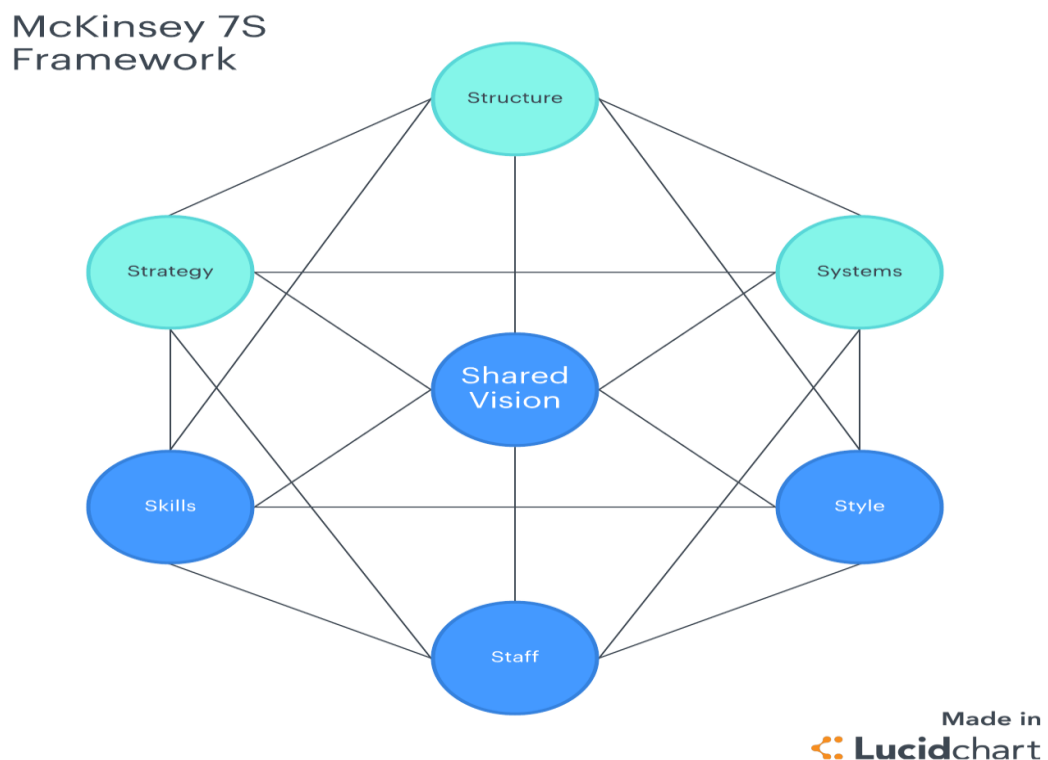 McKinsey 7S
Framework
Structure
Strategy
Systems
Shared
Vision
Skills
Style
Staff
Made in
Lucidchart